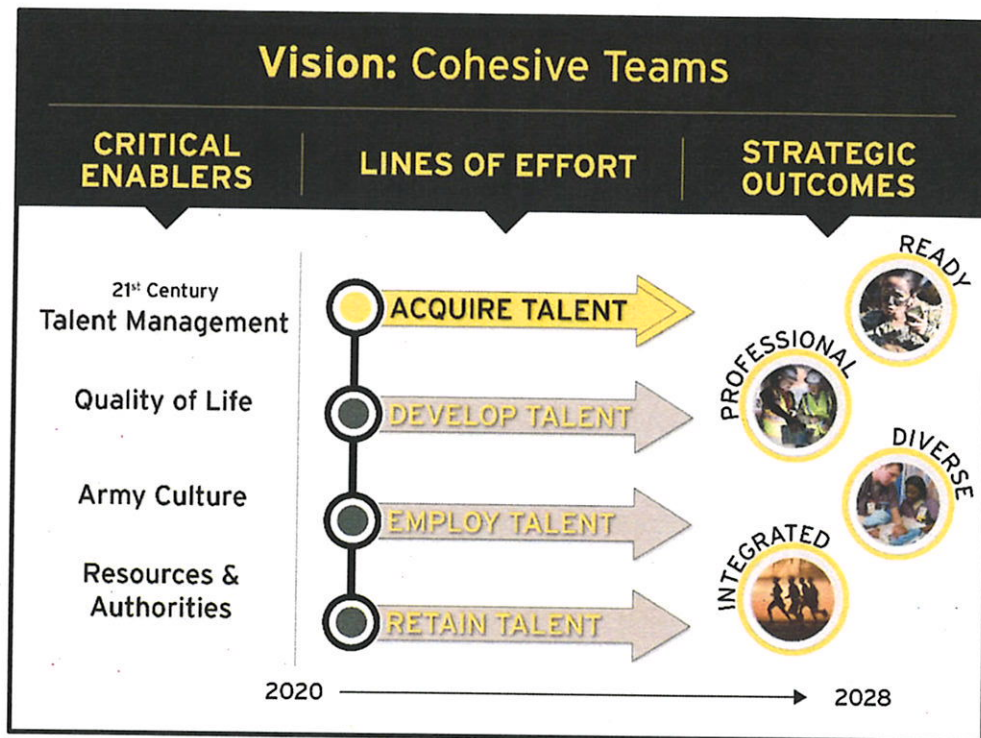 Vision: Cohesive Teams
CRITICAL
ENABLERS
LINES OF EFFORT
STRATEGIC
OUTCOMES
21st Century
Talent Management
Quality of Life
Army Culture
Resources &
Authorities
ACQUIRE TALENT
DEVELOP TALENT
EMPLOY TALENT
RETAIN TALENT
READY
PROFESSIONAL
DIVERSE
INTEGRATED
2020
2028